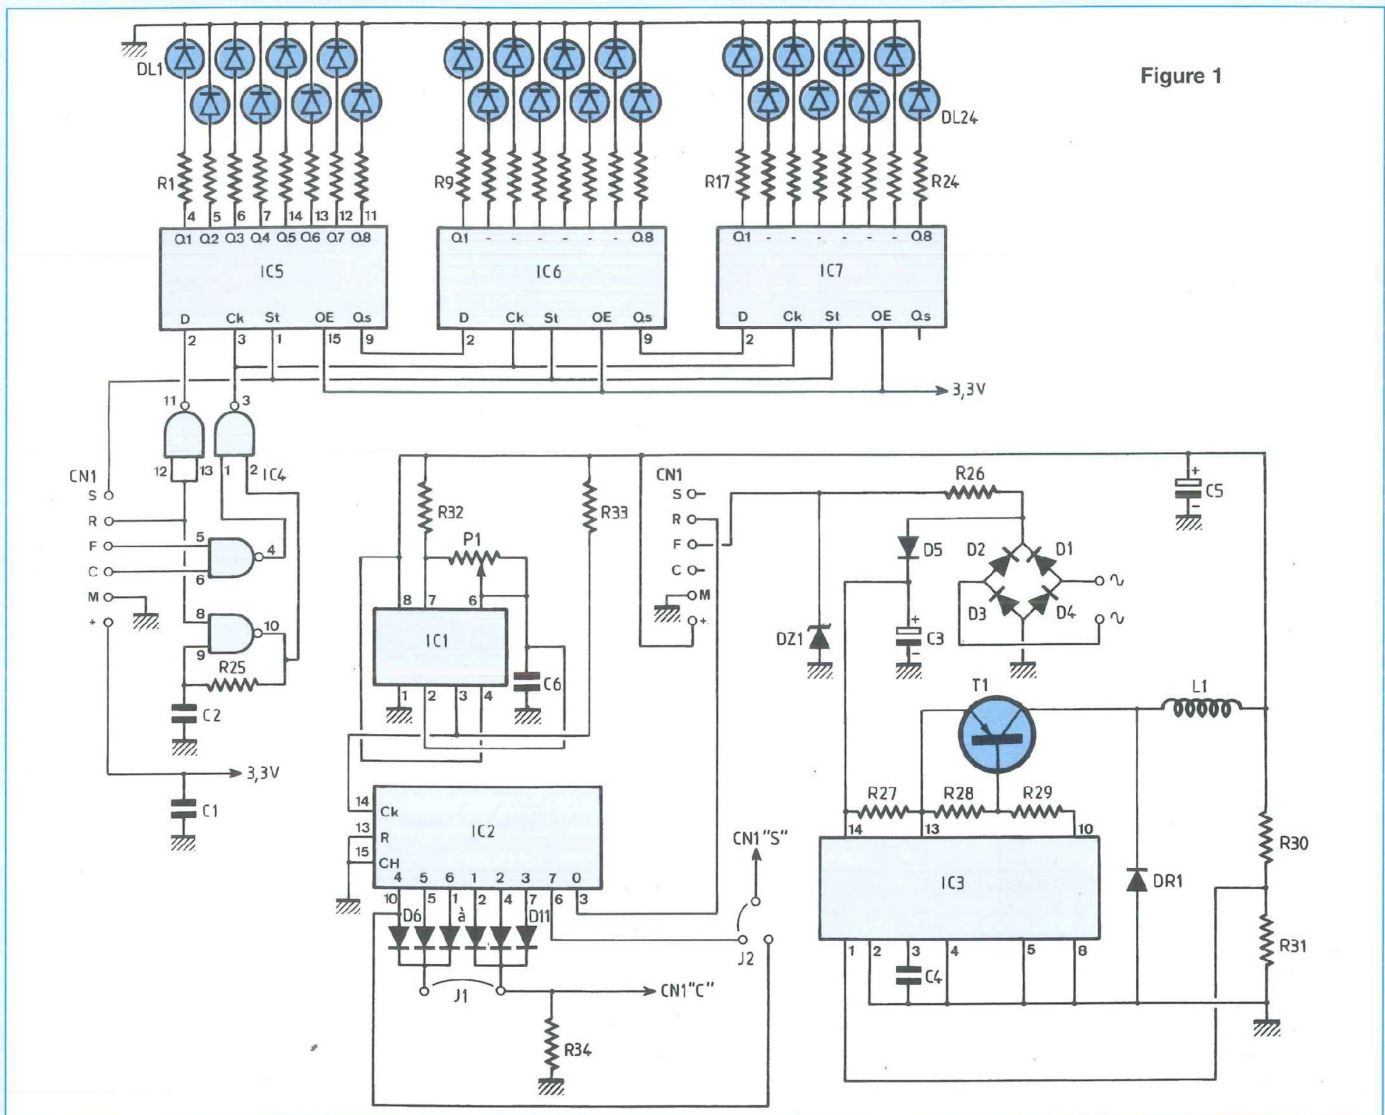 Figure 1
DL1
DL24
R1
R9
R17
R24
4 5 6 7 14 13 12 11
Q1 Q2 Q3 Q4 Q5 Q6 Q7 Q8
IC5
D Ck St OE Qs
2 3 1 15 9
Q1 - - - - - - Q8
IC6
D Ck St OE Qs
2 9
Q1 - - - - - - Q8
IC7
D Ck St OE Qs
2
3,3V
11
3
12 13 1 2
IC4
CN1
S
R
F
C
M
+
5
6
4
8
9
10
R25
C2
3,3V
C1
R32
P1
R33
8 7 6
IC1
1 2 3 4
C6
CN1
S
R
F
C
M
+
R26
C5
D5
D2
D1
D3
D4
∿
∿
DZ1
+
C3
-
+
-
T1
L1
R27
R28
R29
14 13 10
IC3
1 2 3 4 5 8
C4
DR1
R30
R31
14 Ck
13 R
15 CH
IC2
4 5 6 1 2 3 7 0
10 5 1 2 4 7 6 3
D6 à D11
CN1"S"
J2
J1
CN1"C"
R34